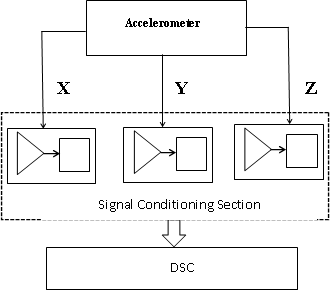 Accelerometer
X Y Z
Signal Conditioning Section
DSC